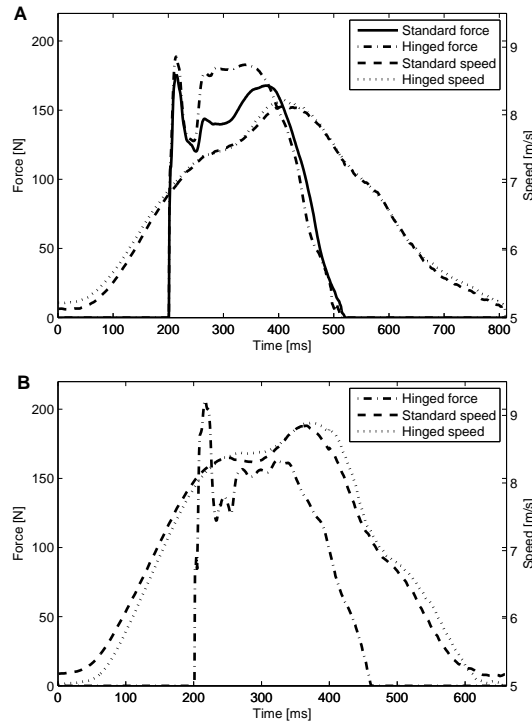 A
Standard force
Hinged force
Standard speed
Hinged speed
200
150
100
50
0
Force [N]
9
8
7
6
5
Speed [m/s]
0 100 200 300 400 500 600 700 800
Time [ms]
B
Hinged force
Standard speed
Hinged speed
200
150
100
50
0
Force [N]
9
8
7
6
5
Speed [m/s]
0 100 200 300 400 500 600
Time [ms]